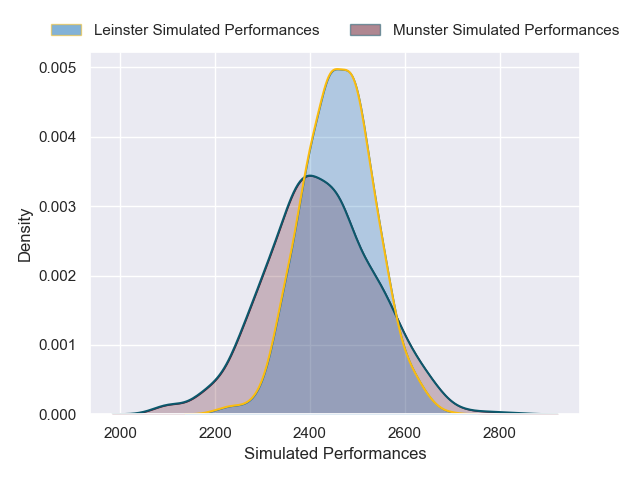 Leinster Simulated Performances Munster Simulated Performances
0.005
0.004
0.003
0.002
0.001
0.000
Density
2000 2200 2400 2600 2800
Simulated Performances